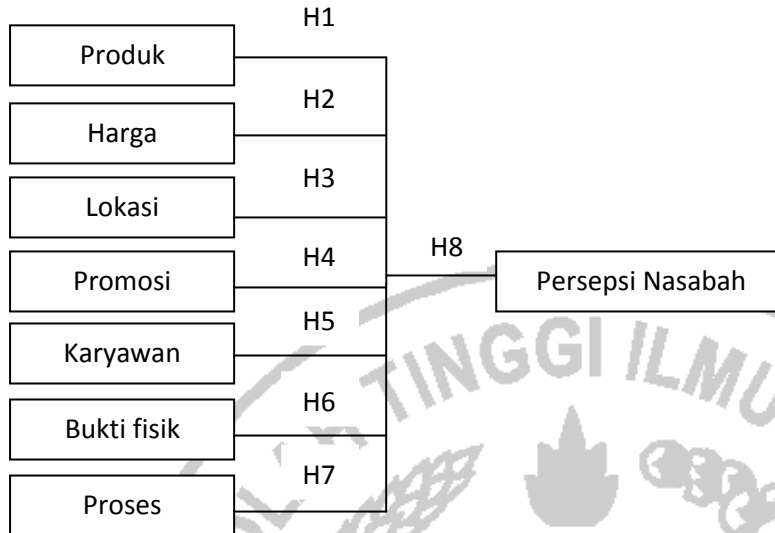 H1
Produk
H2
Harga
H3
Lokasi
H4
H8
Promosi
Persepsi Nasabah
H5
Karyawan
H6
Bukti fisik
H7
Proses
TINGGI ILMU